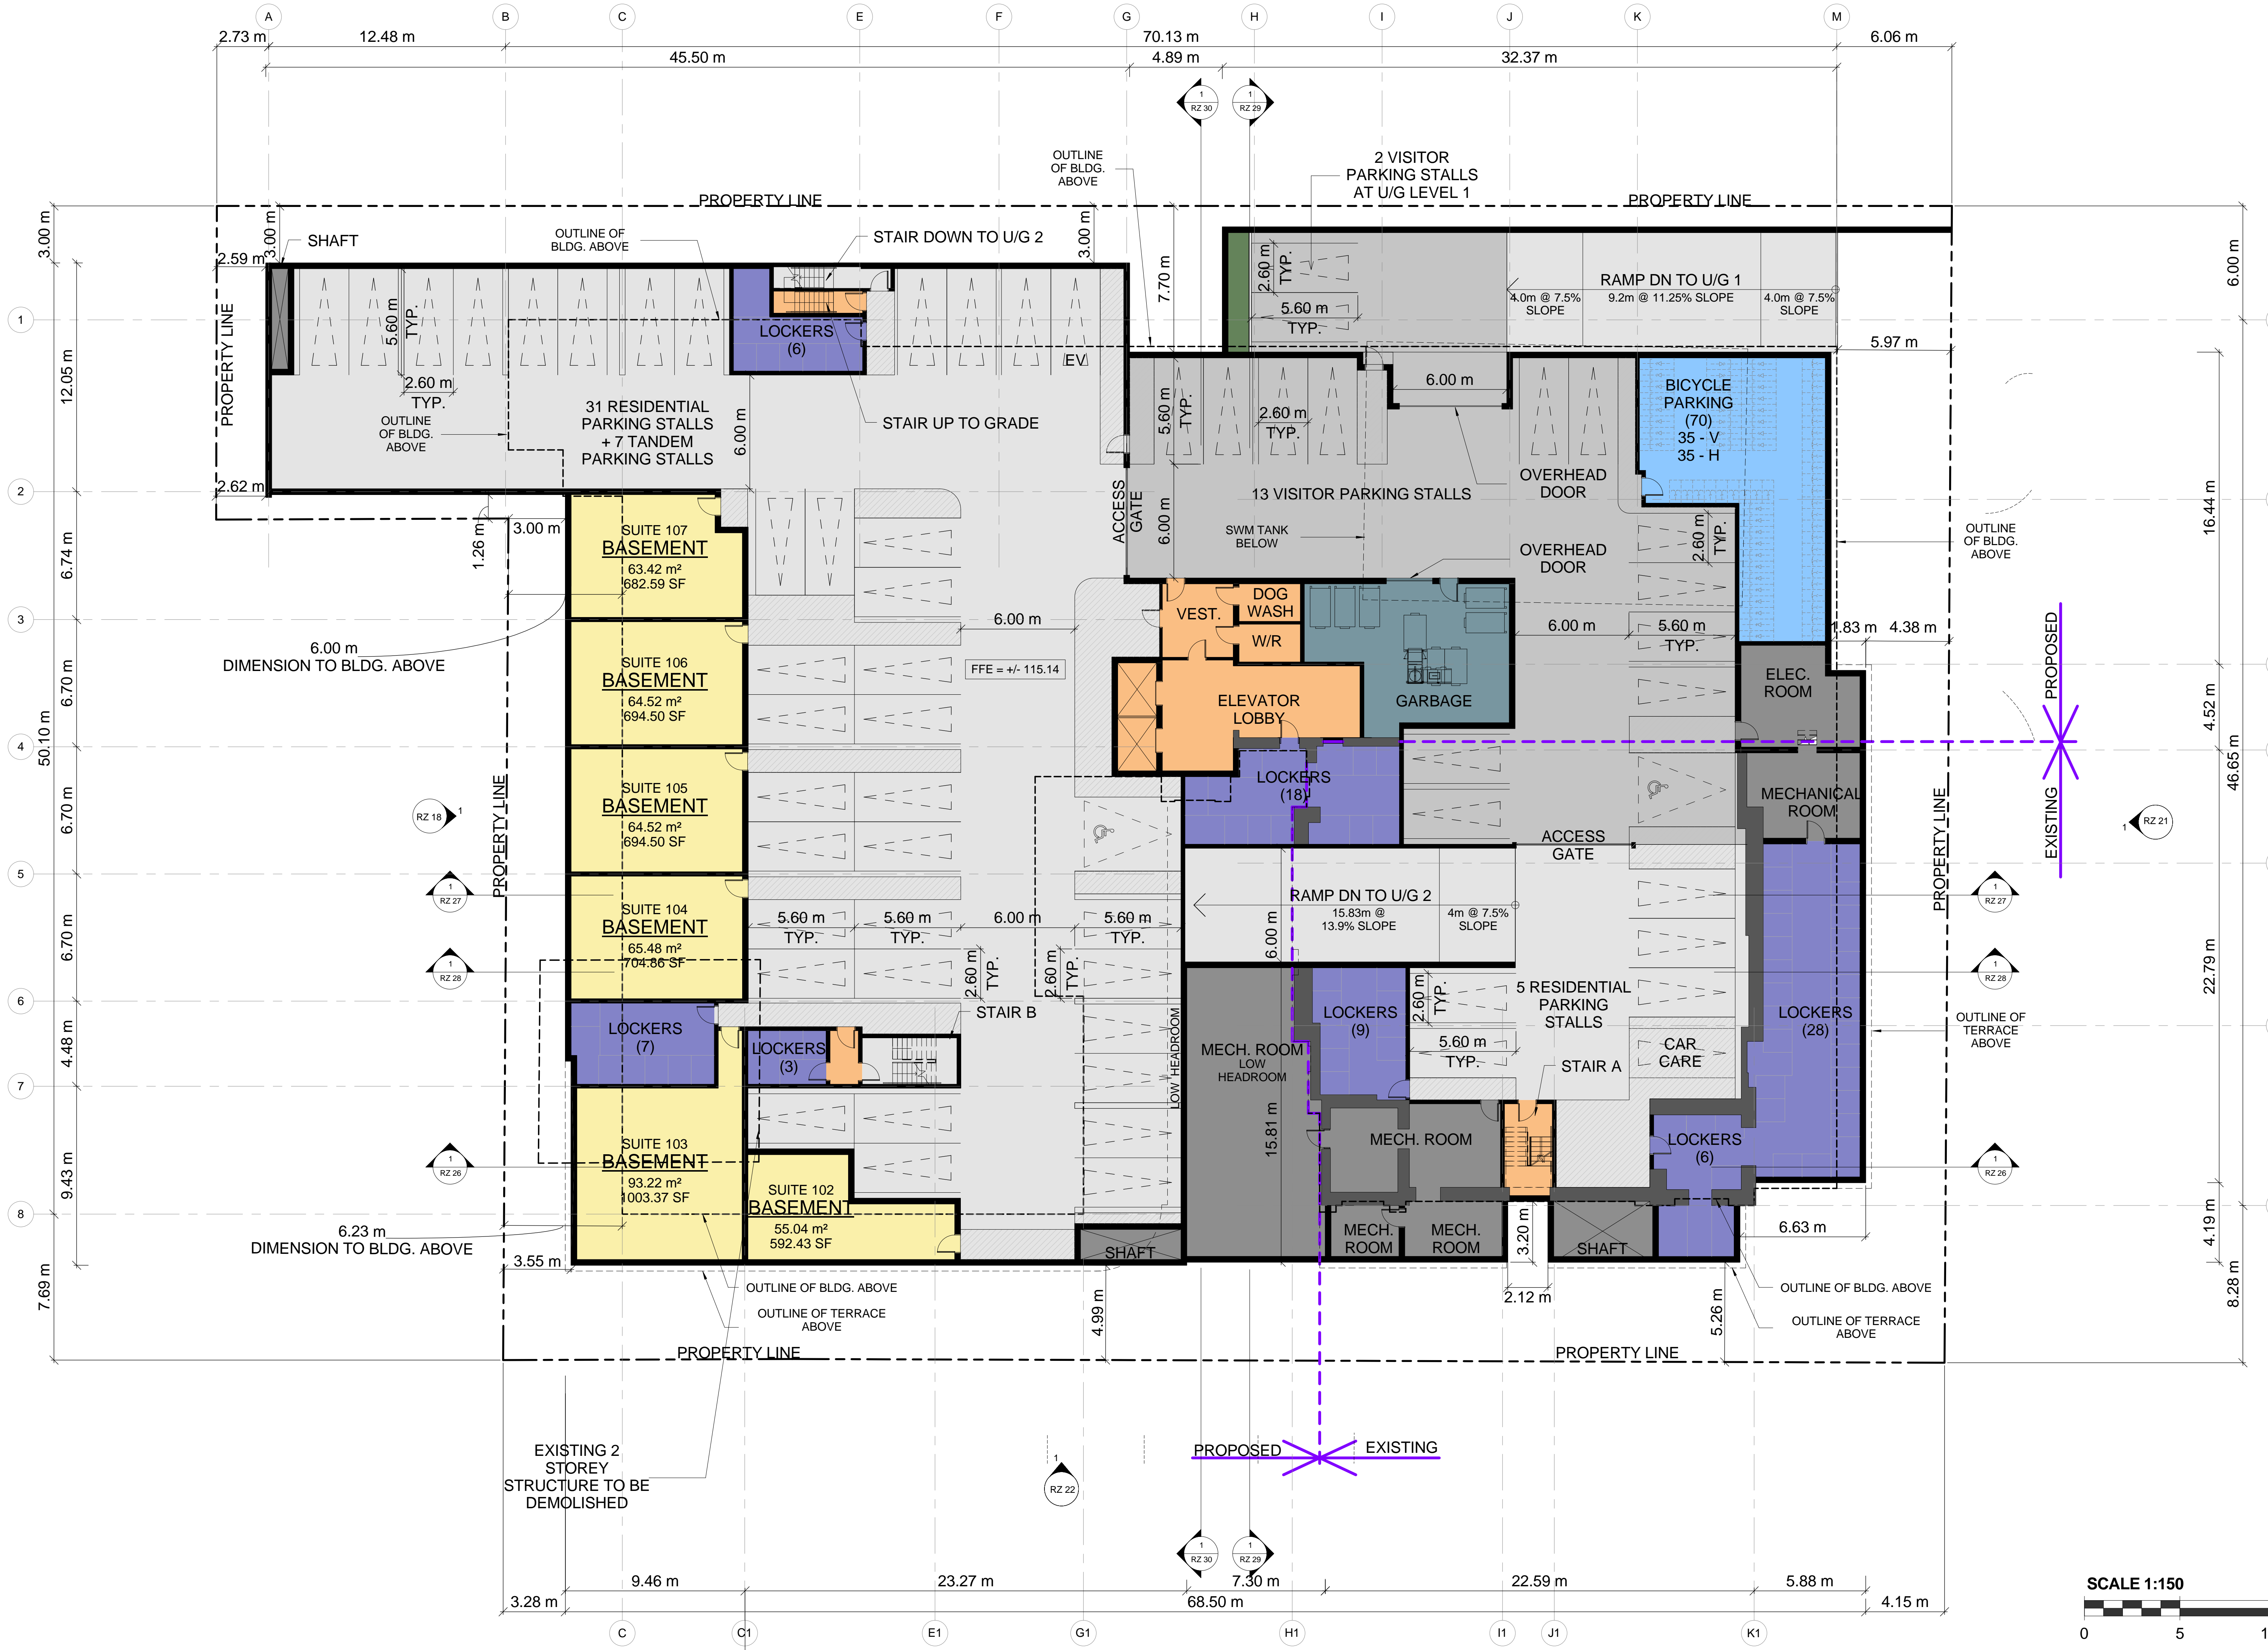 A
B
C
E
F
G
H
I
J
K
M
2.73 m
12.48 m
70.13 m
6.06 m
45.50 m
4.89 m
32.37 m
1
RZ 30
1
RZ 29
OUTLINE
OF BLDG.
ABOVE
2 VISITOR
PARKING STALLS
AT U/G LEVEL 1
PROPERTY LINE
PROPERTY LINE
3.00 m
3.00 m
SHAFT
OUTLINE OF
BLDG. ABOVE
STAIR DOWN TO U/G 2
3.00 m
7.70 m
6.00 m
2.59 m
2.60 m
TYP.
RAMP DN TO U/G 1
4.0m @ 7.5%
SLOPE
9.2m @ 11.25% SLOPE
4.0m @ 7.5%
SLOPE
5.60 m
TYP.
1
PROPERTY LINE
5.60 m
TYP.
LOCKERS
(6)
EV
5.97 m
12.05 m
2.60 m
TYP.
OUTLINE
OF BLDG.
ABOVE
31 RESIDENTIAL
PARKING STALLS
+ 7 TANDEM
PARKING STALLS
6.00 m
STAIR UP TO GRADE
5.60 m
TYP.
2.60 m
TYP.
6.00 m
BICYCLE
PARKING
(70)
35 - V
35 - H
2
2.62 m
ACCESS
GATE
6.00 m
13 VISITOR PARKING STALLS
OVERHEAD
DOOR
16.44 m
1.26 m
3.00 m
SUITE 107
BASEMENT
63.42 m²
682.59 SF
SWM TANK
BELOW
OVERHEAD
DOOR
2.60 m
TYP.
OUTLINE
OF BLDG.
ABOVE
6.74 m
3
VEST.
DOG
WASH
W/R
6.00 m
6.00 m
5.60 m
TYP.
1.83 m
4.38 m
6.00 m
DIMENSION TO BLDG. ABOVE
SUITE 106
BASEMENT
64.52 m²
694.50 SF
FFE = +/- 115.14
ELEVATOR
LOBBY
GARBAGE
ELEC.
ROOM
PROPOSED
EXISTING
6.70 m
4.52 m
4
50.10 m
46.65 m
RZ 18
1
PROPERTY LINE
SUITE 105
BASEMENT
64.52 m²
694.50 SF
LOCKERS
(18)
MECHANICAL
ROOM
1
RZ 21
6.70 m
ACCESS
GATE
PROPERTY LINE
5
1
RZ 27
SUITE 104
BASEMENT
65.48 m²
704.86 SF
5.60 m
TYP.
5.60 m
TYP.
6.00 m
5.60 m
TYP.
RAMP DN TO U/G 2
15.83m @
13.9% SLOPE
4m @ 7.5%
SLOPE
6.00 m
1
RZ 27
6.70 m
1
RZ 28
2.60 m
TYP.
2.60 m
TYP.
1
RZ 28
22.79 m
6
LOCKERS
(7)
LOCKERS
(3)
STAIR B
LOW HEADROOM
MECH. ROOM
LOW
HEADROOM
LOCKERS
(9)
2.60 m
TYP.
5 RESIDENTIAL
PARKING
STALLS
LOCKERS
(28)
OUTLINE OF
TERRACE
ABOVE
4.48 m
5.60 m
TYP.
CAR
CARE
STAIR A
7
SUITE 103
BASEMENT
93.22 m²
1003.37 SF
15.81 m
MECH. ROOM
LOCKERS
(6)
1
RZ 26
1
RZ 26
9.43 m
SUITE 102
BASEMENT
55.04 m²
592.43 SF
8
6.23 m
DIMENSION TO BLDG. ABOVE
3.55 m
SHAFT
MECH.
ROOM
MECH.
ROOM
3.20 m
SHAFT
6.63 m
4.19 m
7.69 m
OUTLINE OF BLDG. ABOVE
OUTLINE OF TERRACE
ABOVE
4.99 m
2.12 m
5.26 m
OUTLINE OF BLDG. ABOVE
OUTLINE OF TERRACE
ABOVE
8.28 m
PROPERTY LINE
PROPERTY LINE
EXISTING 2
STOREY
STRUCTURE TO BE
DEMOLISHED
1
RZ 22
PROPOSED
EXISTING
1
RZ 30
1
RZ 29
9.46 m
23.27 m
7.30 m
22.59 m
5.88 m
3.28 m
68.50 m
4.15 m
C
C1
E1
G1
H1
I1
J1
K1
SCALE 1:150
0
5